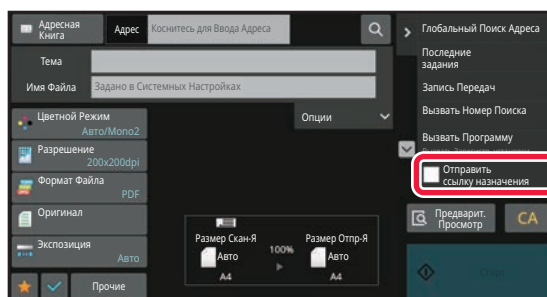 Адресная
Книга
Адрес
Коснитесь для Ввода Адреса
Тема
Имя Файла
Задано в Системных Настройках
Цветной Режим
Авто/Mono2
Опции
Разрешение
200x200dpi
Формат Файла
PDF
Оригинал
Экспозиция
Авто
Прочие
Размер Скан-Я
Авто
A4
100%
Размер Отпр-Я
Авто
A4
Глобальный Поиск Адреса
Последние
задания
Запись Передач
Вызвать Номер Поиска
Вызвать Программу
Отправить
ссылку назначения
Предварит.
Просмотр
CA
Старт